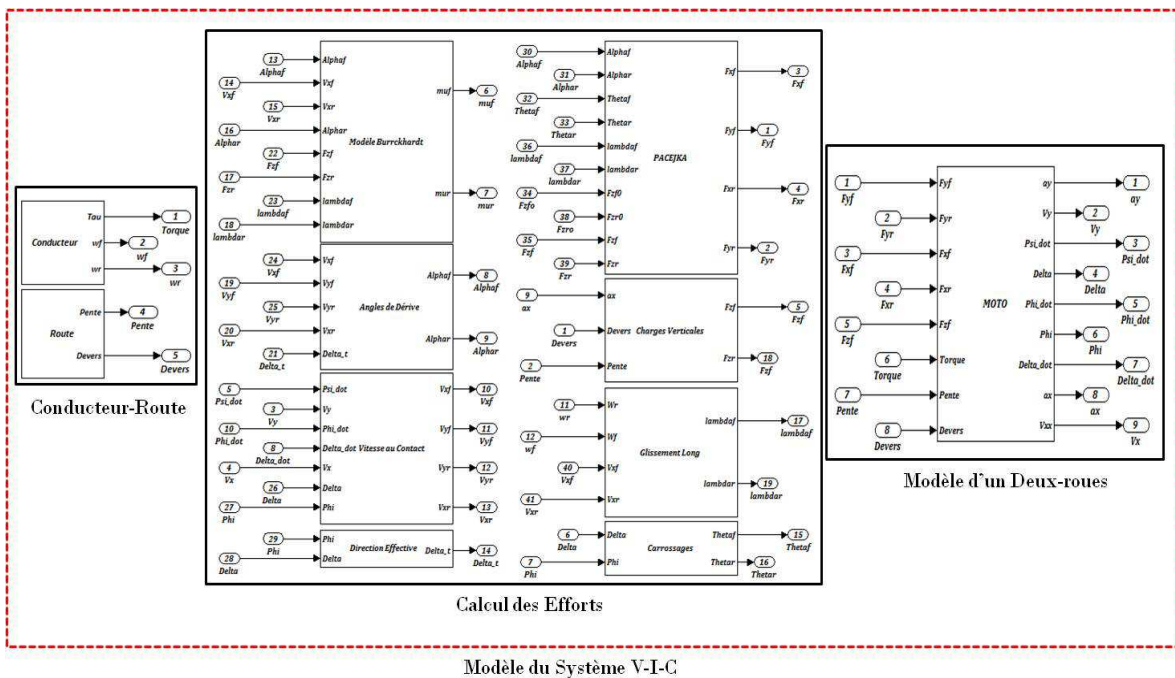 Tau
1
Torque
Conducteur
wf
2
wf
wr
3
wr
Pente
4
Pente
Route
Devers
5
Devers
Conducteur-Route
13
Alphaf
Alphaf
14
Vxf
Vxf
15
Vxr
Vxr
16
Alphar
Alphar
22
Fzf
Fzf
17
Fzr
Fzr
23
lambdaf
lambdaf
18
lambdar
lambdar
Modèle Burrckhardt
muf
6
muf
mur
7
mur
24
Vxf
Vxf
19
Vyf
Vyf
25
Vyr
Vyr
20
Vxr
Vxr
21
Delta_t
Delta_t
Angles de Dérive
Alphaf
8
Alphaf
Alphar
9
Alphar
5
Psi_dot
Psi_dot
3
Vy
Vy
10
Phi_dot
Phi_dot
8
Delta_dot
Delta_dot Vitesse au Contact
4
Vx
Vx
26
Delta
Delta
27
Phi
Phi
Vxf
10
Vxf
Vyf
11
Vyf
Vyr
12
Vyr
Vxr
13
Vxr
29
Phi
Phi
28
Delta
Delta
Direction Effective
Delta_t
14
Delta_t
30
Alphaf
Alphaf
31
Alphar
Alphar
32
Thetaf
Thetaf
33
Thetar
Thetar
36
lambdaf
lambdaf
37
lambdar
lambdar
34
Fzfo
Fzf0
38
Fzro
Fzr0
35
Fzf
Fzf
39
Fzr
Fzr
PACEJKA
Fxf
3
Fxf
Fyf
1
Fyf
Fxr
4
Fxr
Fyr
2
Fyr
9
ax
ax
1
Devers
Devers
2
Pente
Pente
Charges Verticales
Fzf
5
Fzf
Fzr
18
Fzf
11
wr
Wr
12
wf
Wf
40
Vxf
Vxf
41
Vxr
Vxr
Glissement Long
lambdaf
17
lambdaf
lambdar
19
lambdar
6
Delta
Delta
7
Phi
Phi
Carrossages
Thetaf
15
Thetaf
Thetar
16
Thetar
Calcul des Efforts
1
Fyf
Fyf
2
Fyr
Fyr
3
Fxf
Fxf
4
Fxr
Fxr
5
Fzf
Fzf
6
Torque
Torque
7
Pente
Pente
8
Devers
Devers
MOTO
ay
1
ay
Vy
2
Vy
Psi_dot
3
Psi_dot
Delta
4
Delta
Phi_dot
5
Phi_dot
Phi
6
Phi
Delta_dot
7
Delta_dot
ax
8
ax
Vxx
9
Vx
Modèle d'un Deux-roues
Modèle du Système V-I-C